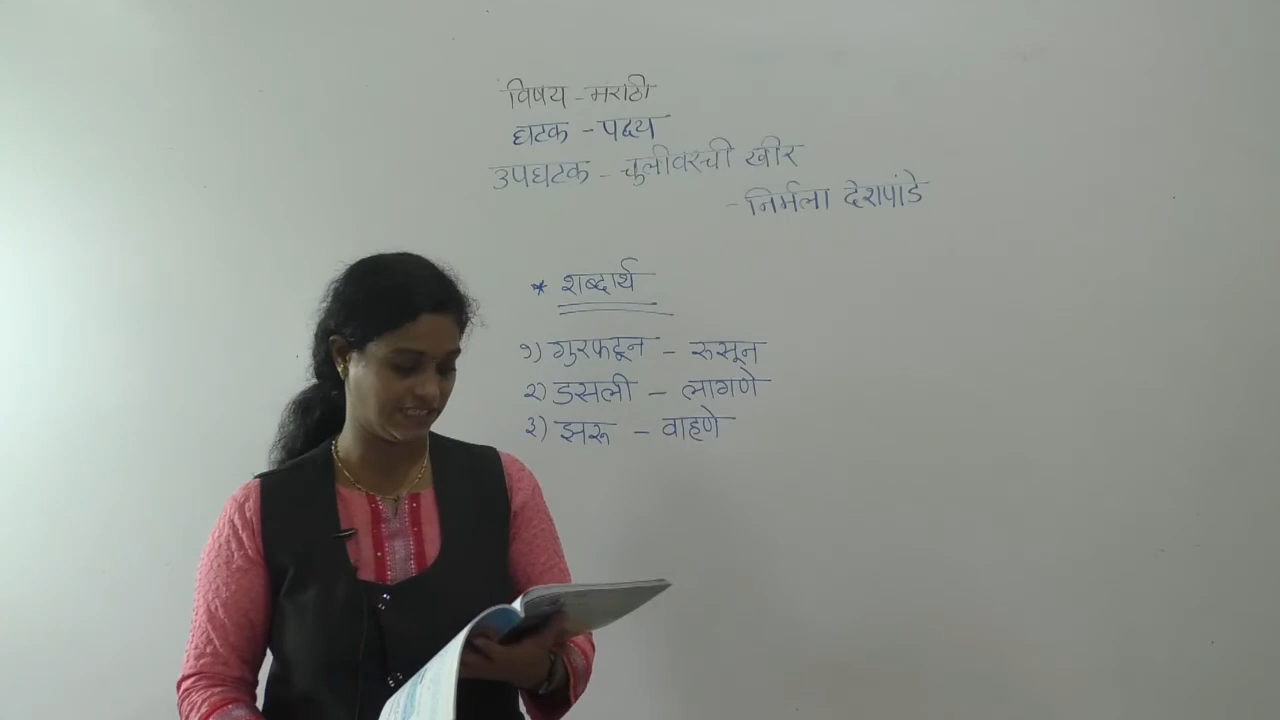 विषय - मराठी
घटक - पद्य
उपघटक - चुलीवरची खीर
- निर्मला देशपांडे
* शब्दार्थ
१) गुरफटून - रुसून
२) डसली - लागणे
३) झरू - वाहणे